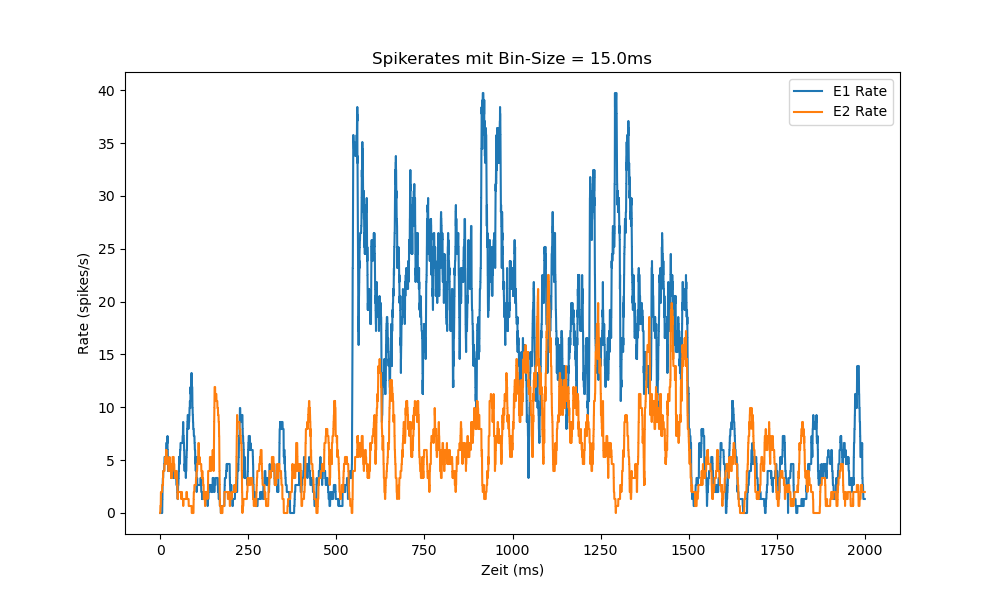 Spikerates mit Bin-Size = 15.0ms
E1 Rate
E2 Rate
Rate (spikes/s)
40
35
30
25
20
15
10
5
0
0 250 500 750 1000 1250 1500 1750 2000
Zeit (ms)